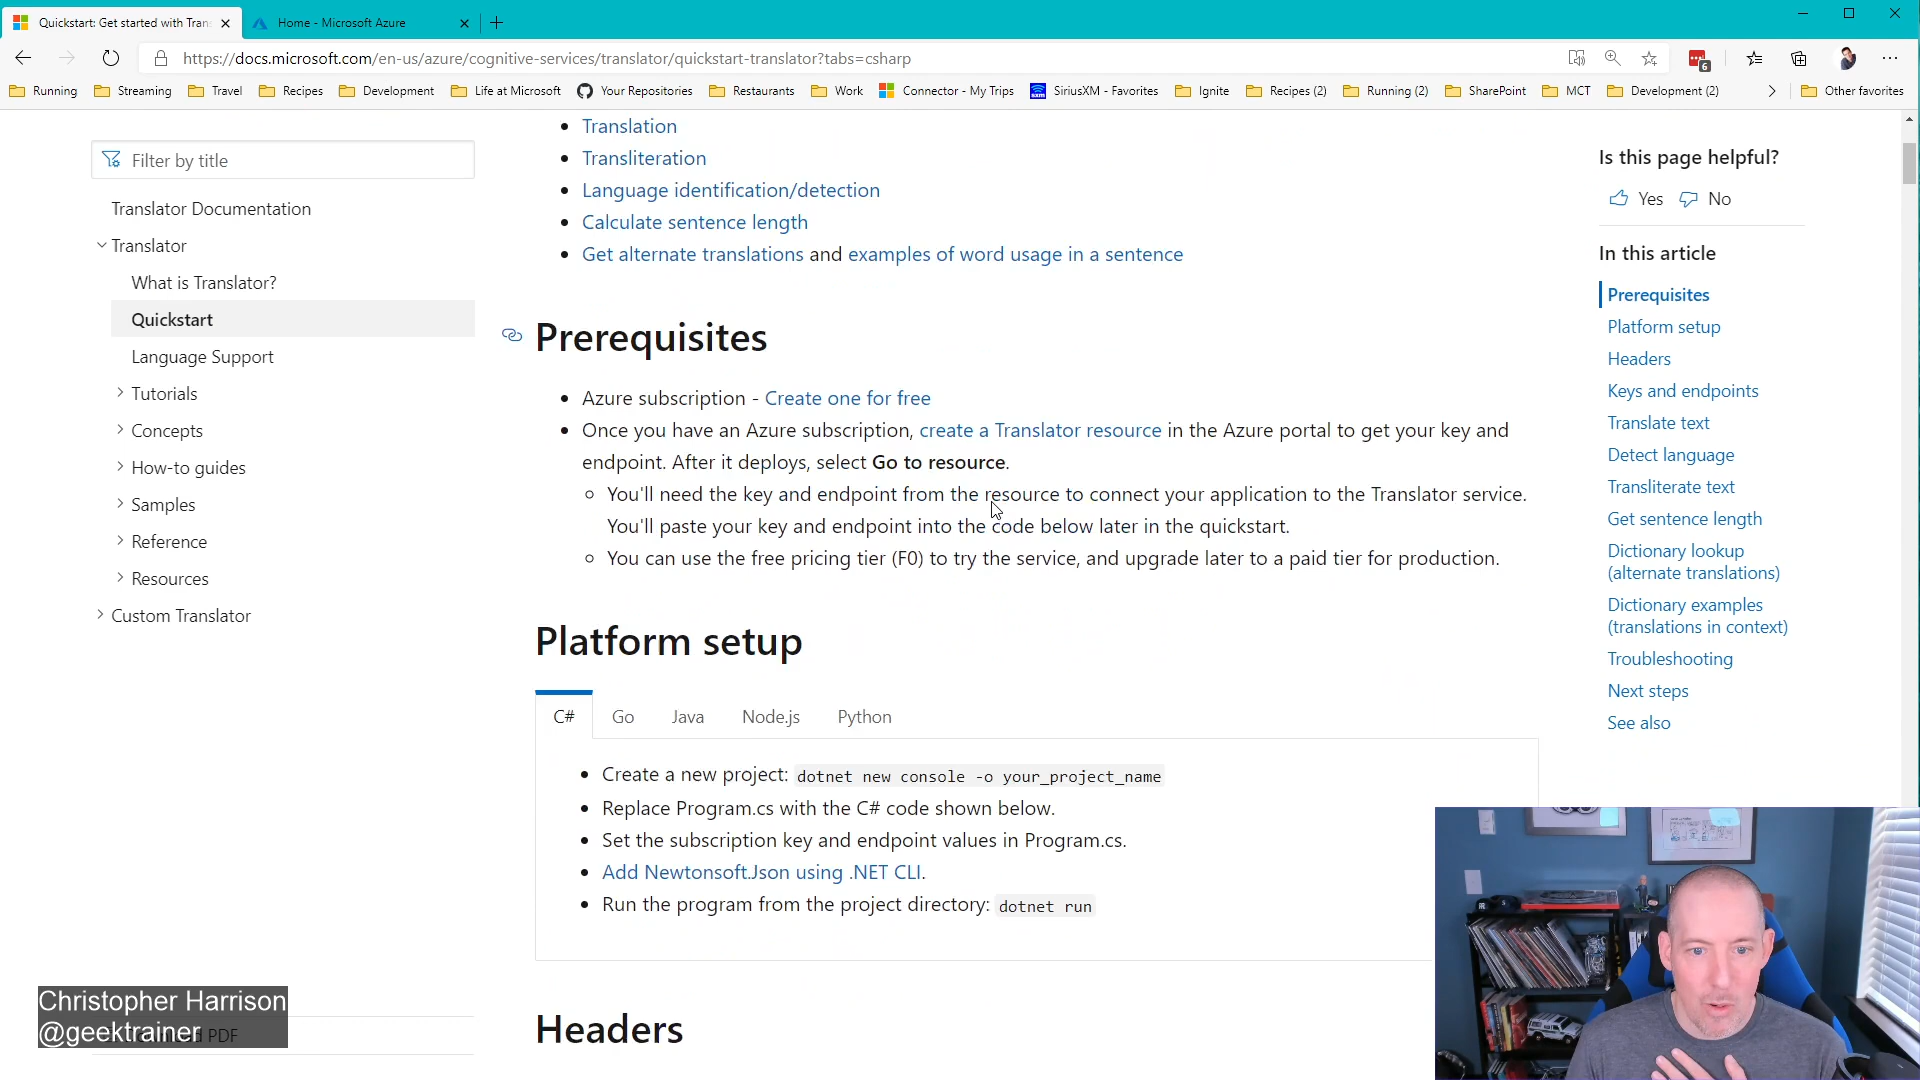 Quickstart: Get started with Tran
Home - Microsoft Azure
https://docs.microsoft.com/en-us/azure/cognitive-services/translator/quickstart-translator?tabs=csharp
6
Running
Streaming
Travel
Recipes
Development
Life at Microsoft
Your Repositories
Restaurants
Work
Connector - My Trips
SiriusXM - Favorites
Ignite
Recipes (2)
Running (2)
SharePoint
MCT
Development (2)
Other favorites
Filter by title
Translator Documentation
Translator
What is Translator?
Quickstart
Language Support
Tutorials
Concepts
How-to guides
Samples
Reference
Resources
Custom Translator
Translation
Transliteration
Language identification/detection
Calculate sentence length
Get alternate translations and examples of word usage in a sentence
Prerequisites
Azure subscription - Create one for free
Once you have an Azure subscription, create a Translator resource in the Azure portal to get your key and
endpoint. After it deploys, select Go to resource.
You'll need the key and endpoint from the resource to connect your application to the Translator service.
You'll paste your key and endpoint into the code below later in the quickstart.
You can use the free pricing tier (F0) to try the service, and upgrade later to a paid tier for production.
Platform setup
C# Go Java Node.js Python
Create a new project: dotnet new console -o your_project_name
Replace Program.cs with the C# code shown below.
Set the subscription key and endpoint values in Program.cs.
Add Newtonsoft.Json using .NET CLI.
Run the program from the project directory: dotnet run
Headers
Is this page helpful?
Yes No
In this article
Prerequisites
Platform setup
Headers
Keys and endpoints
Translate text
Detect language
Transliterate text
Get sentence length
Dictionary lookup
(alternate translations)
Dictionary examples
(translations in context)
Troubleshooting
Next steps
See also
Christopher Harrison
@geektrainer
PDF